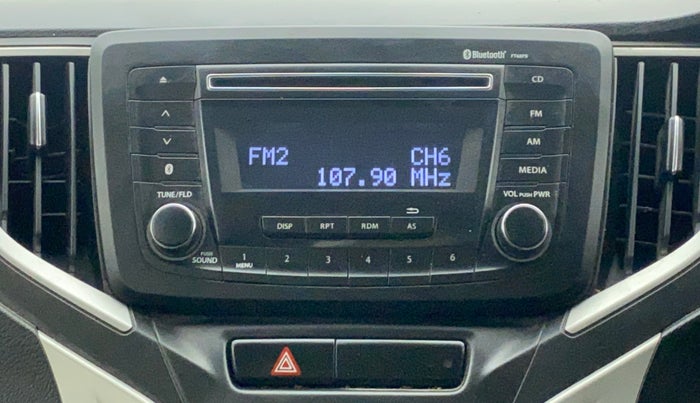 Bluetooth®
CD
FM
AM
MEDIA
FM2 CH6
107.90 MHz
TUNE/FLD
VOL PUSH PWR
DISP RPT RDM AS
PUSH SOUND
1 2 3 4 5 6
MENU